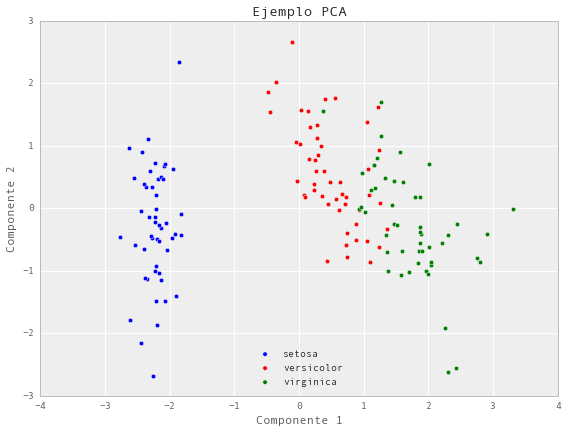 Ejemplo PCA
3
2
1
0
−1
−2
−3
Componente 2
setosa
versicolor
virginica
−4 −3 −2 −1 0 1 2 3 4
Componente 1